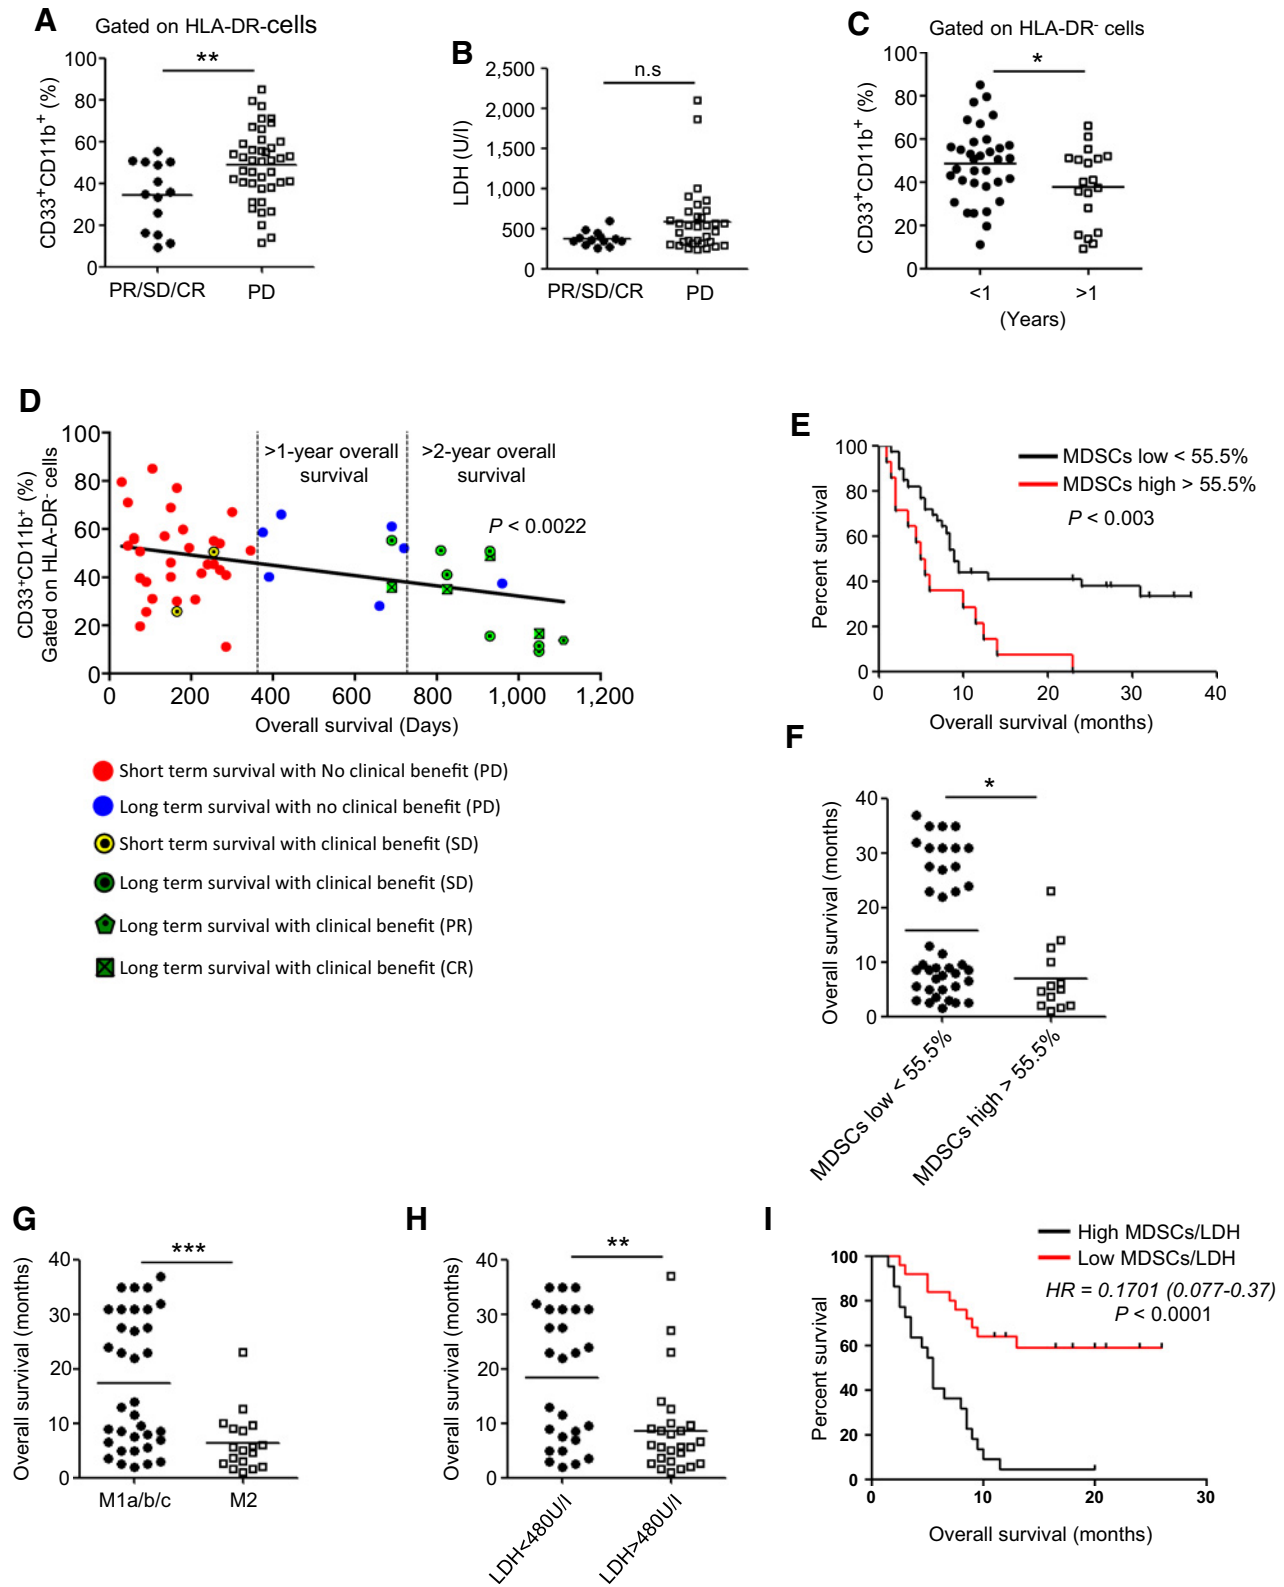 A
Gated on HLA-DR-cells
**
CD33+CD11b+ (%)
100
80
60
40
20
0
PR/SD/CR
PD
B
n.s
LDH (U/l)
2,500
2,000
1,500
1,000
500
0
PR/SD/CR
PD
C
Gated on HLA-DR- cells
*
CD33+CD11b+ (%)
100
80
60
40
20
0
<1
>1
(Years)
D
CD33+CD11b+ (%)
Gated on HLA-DR- cells
100
80
60
40
20
0
>1-year overall
survival
>2-year overall
survival
P < 0.0022
0
200
400
600
800
1,000
1,200
Overall survival (Days)
Short term survival with No clinical benefit (PD)
Long term survival with no clinical benefit (PD)
Short term survival with clinical benefit (SD)
Long term survival with clinical benefit (SD)
Long term survival with clinical benefit (PR)
Long term survival with clinical benefit (CR)
E
Percent survival
100
80
60
40
20
0
MDSCs low < 55.5%
MDSCs high > 55.5%
P < 0.003
0
10
20
30
40
Overall survival (months)
F
*
Overall survival (months)
40
30
20
10
0
MDSCs low < 55.5%
MDSCs high > 55.5%
G
***
Overall survival (months)
40
30
20
10
0
M1a/b/c
M2
H
**
Overall survival (months)
40
30
20
10
0
LDH<480U/l
LDH>480U/l
I
High MDSCs/LDH
Low MDSCs/LDH
HR = 0.1701 (0.077-0.37)
P < 0.0001
Percent survival
100
80
60
40
20
0
0
10
20
30
Overall survival (months)